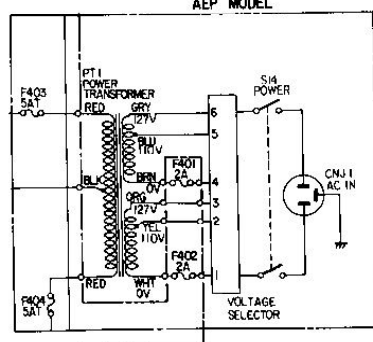 AEP MODEL
F403
5AT
PT1
POWER
TRANSFORMER
RED
GRY
127V
BLU
110V
BLK
BRN
0V
F401
2A
ORG
127V
YEL
110V
RED
WHT
0V
F402
2A
F404
5AT
6
5
4
3
2
1
VOLTAGE
SELECTOR
S14
POWER
CNJ1
AC IN